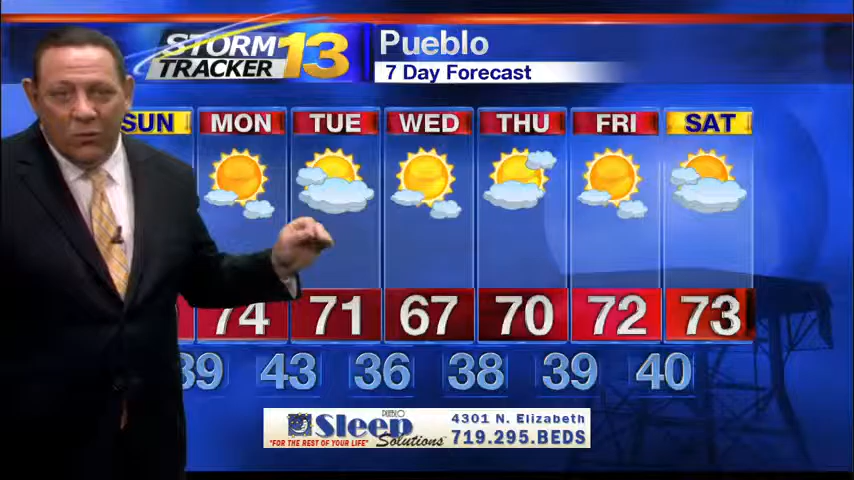 STORM
TRACKER 13
Pueblo
7 Day Forecast
SUN MON TUE WED THU FRI SAT
74 71 67 70 72 73
39 43 36 38 39 40
PUEBLO
Sleep
Solutions
"FOR THE REST OF YOUR LIFE"
4301 N. Elizabeth
719.295.BEDS